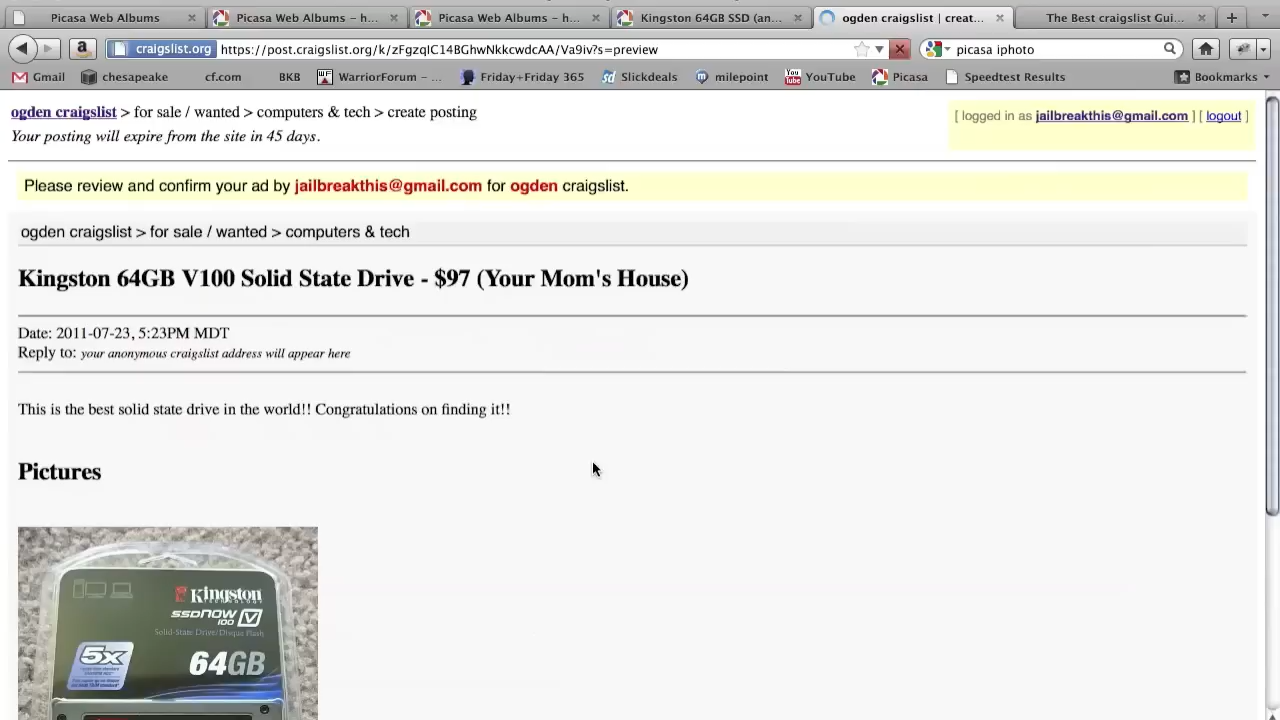 Picasa Web Albums
Picasa Web Albums - h...
Picasa Web Albums - h...
Kingston 64GB SSD (an...
ogden craigslist | creat...
The Best craigslist Gui...
craigslist.org
https://post.craigslist.org/k/zFgzqIC14BGhwNkkcwdcAA/Va9iv?s=preview
picasa iphoto
Gmail
chesapeake
cf.com
BKB
WarriorForum - ...
Friday+Friday 365
Slickdeals
milepoint
YouTube
Picasa
Speedtest Results
Bookmarks
ogden craigslist > for sale / wanted > computers & tech > create posting
[ logged in as jailbreakthis@gmail.com ] [ logout ]
Your posting will expire from the site in 45 days.
Please review and confirm your ad by jailbreakthis@gmail.com for ogden craigslist.
ogden craigslist > for sale / wanted > computers & tech
Kingston 64GB V100 Solid State Drive - $97 (Your Mom's House)
Date: 2011-07-23, 5:23PM MDT
Reply to: your anonymous craigslist address will appear here
This is the best solid state drive in the world!! Congratulations on finding it!!
Pictures
Kingston
TECHNOLOGY
SSDNOW V
100
Solid-State Drive/Disque Flash
5X
64GB